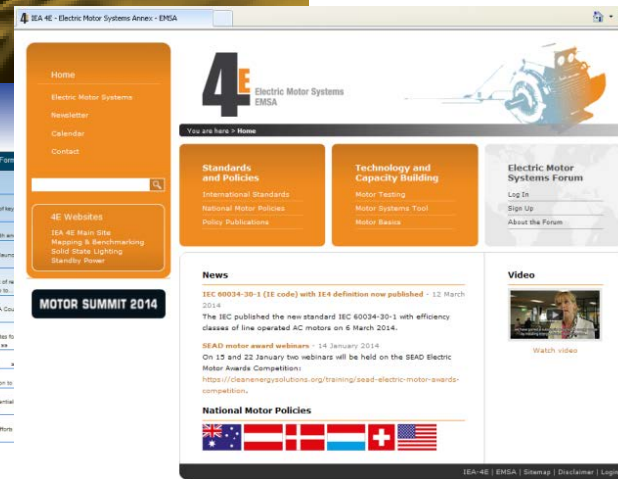 IEA 4E - Electric Motor Systems Annex - EMSA
Home
Electric Motor Systems
Newsletter
Calendar
Contact
4E Websites
IEA 4E Main Site
Mapping & Benchmarking
Solid State Lighting
Standby Power
MOTOR SUMMIT 2014
4E
Electric Motor Systems
EMSA
You are here > Home
Standards
and Policies
International Standards
National Motor Policies
Policy Publications
Technology and
Capacity Building
Motor Testing
Motor Systems Tool
Motor Basics
Electric Motor
Systems Forum
Log In
Sign Up
About the Forum
News
IEC 60034-30-1 (IE code) with IE4 definition now published - 12 March
2014
The IEC published the new standard IEC 60034-30-1 with efficiency
classes of line operated AC motors on 6 March 2014.
SEAD motor award webinars - 14 January 2014
On 15 and 22 January two webinars will be held on the SEAD Electric
Motor Awards Competition:
https://cleanenergysolutions.org/training/sead-electric-motor-awards-
competition.
National Motor Policies
Video
Watch video
IEA-4E | EMSA | Sitemap | Disclaimer | Login